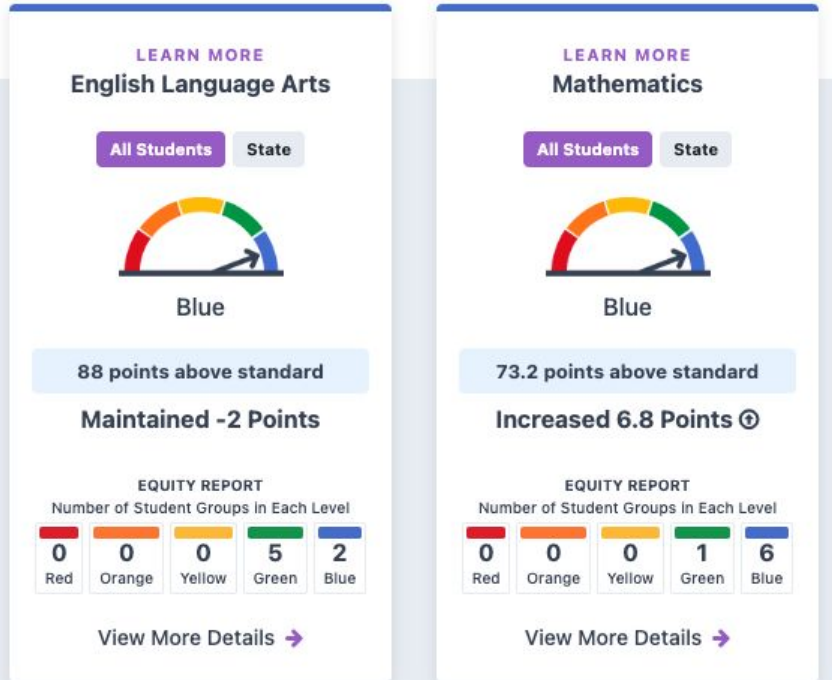 LEARN MORE
English Language Arts
All Students State
Blue
88 points above standard
Maintained -2 Points
EQUITY REPORT
Number of Student Groups in Each Level
0 0 0 5 2
Red Orange Yellow Green Blue
View More Details
LEARN MORE
Mathematics
All Students State
Blue
73.2 points above standard
Increased 6.8 Points
EQUITY REPORT
Number of Student Groups in Each Level
0 0 0 1 6
Red Orange Yellow Green Blue
View More Details